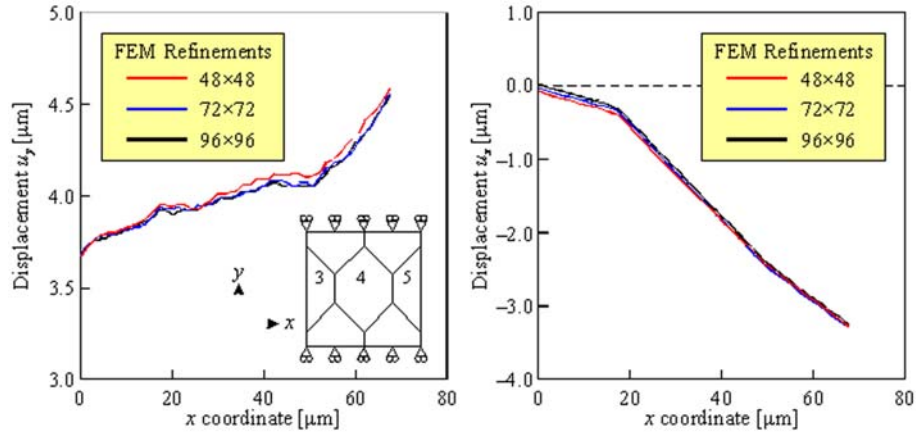 5.0
4.5
4.0
3.5
3.0
Displacement uy [µm]
FEM Refinements
48×48
72×72
96×96
3 4 5
y
x
0 20 40 60 80
x coordinate [µm]
1.0
0.0
−1.0
−2.0
−3.0
−4.0
Displacement ux [µm]
FEM Refinements
48×48
72×72
96×96
0 20 40 60 80
x coordinate [µm]